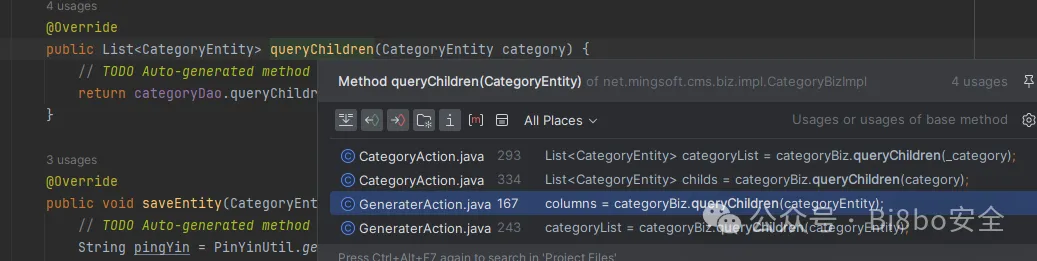 4 usages
@Override
public List<CategoryEntity> queryChildren(CategoryEntity category) {
// TODO Auto-generated method
return categoryDao.queryChildr
}
Method queryChildren(CategoryEntity) of net.mingsoft.cms.biz.impl.CategoryBizImpl 4 usages
All Places Usages or usages of base method
CategoryAction.java 293 List<CategoryEntity> categoryList = categoryBiz.queryChildren(_category);
CategoryAction.java 334 List<CategoryEntity> childs = categoryBiz.queryChildren(category);
GeneraterAction.java 167 columns = categoryBiz.queryChildren(categoryEntity);
GeneraterAction.java 243 categoryList = categoryBiz.queryChildren(categoryEntity);
Press Ctrl+Alt+F7 again to search in 'Project Files'
3 usages
@Override
public void saveEntity(CategoryEnt
// TODO Auto-generated method
String pingYin = PinYinUtil.ge
公众号 · Bi8bo安全